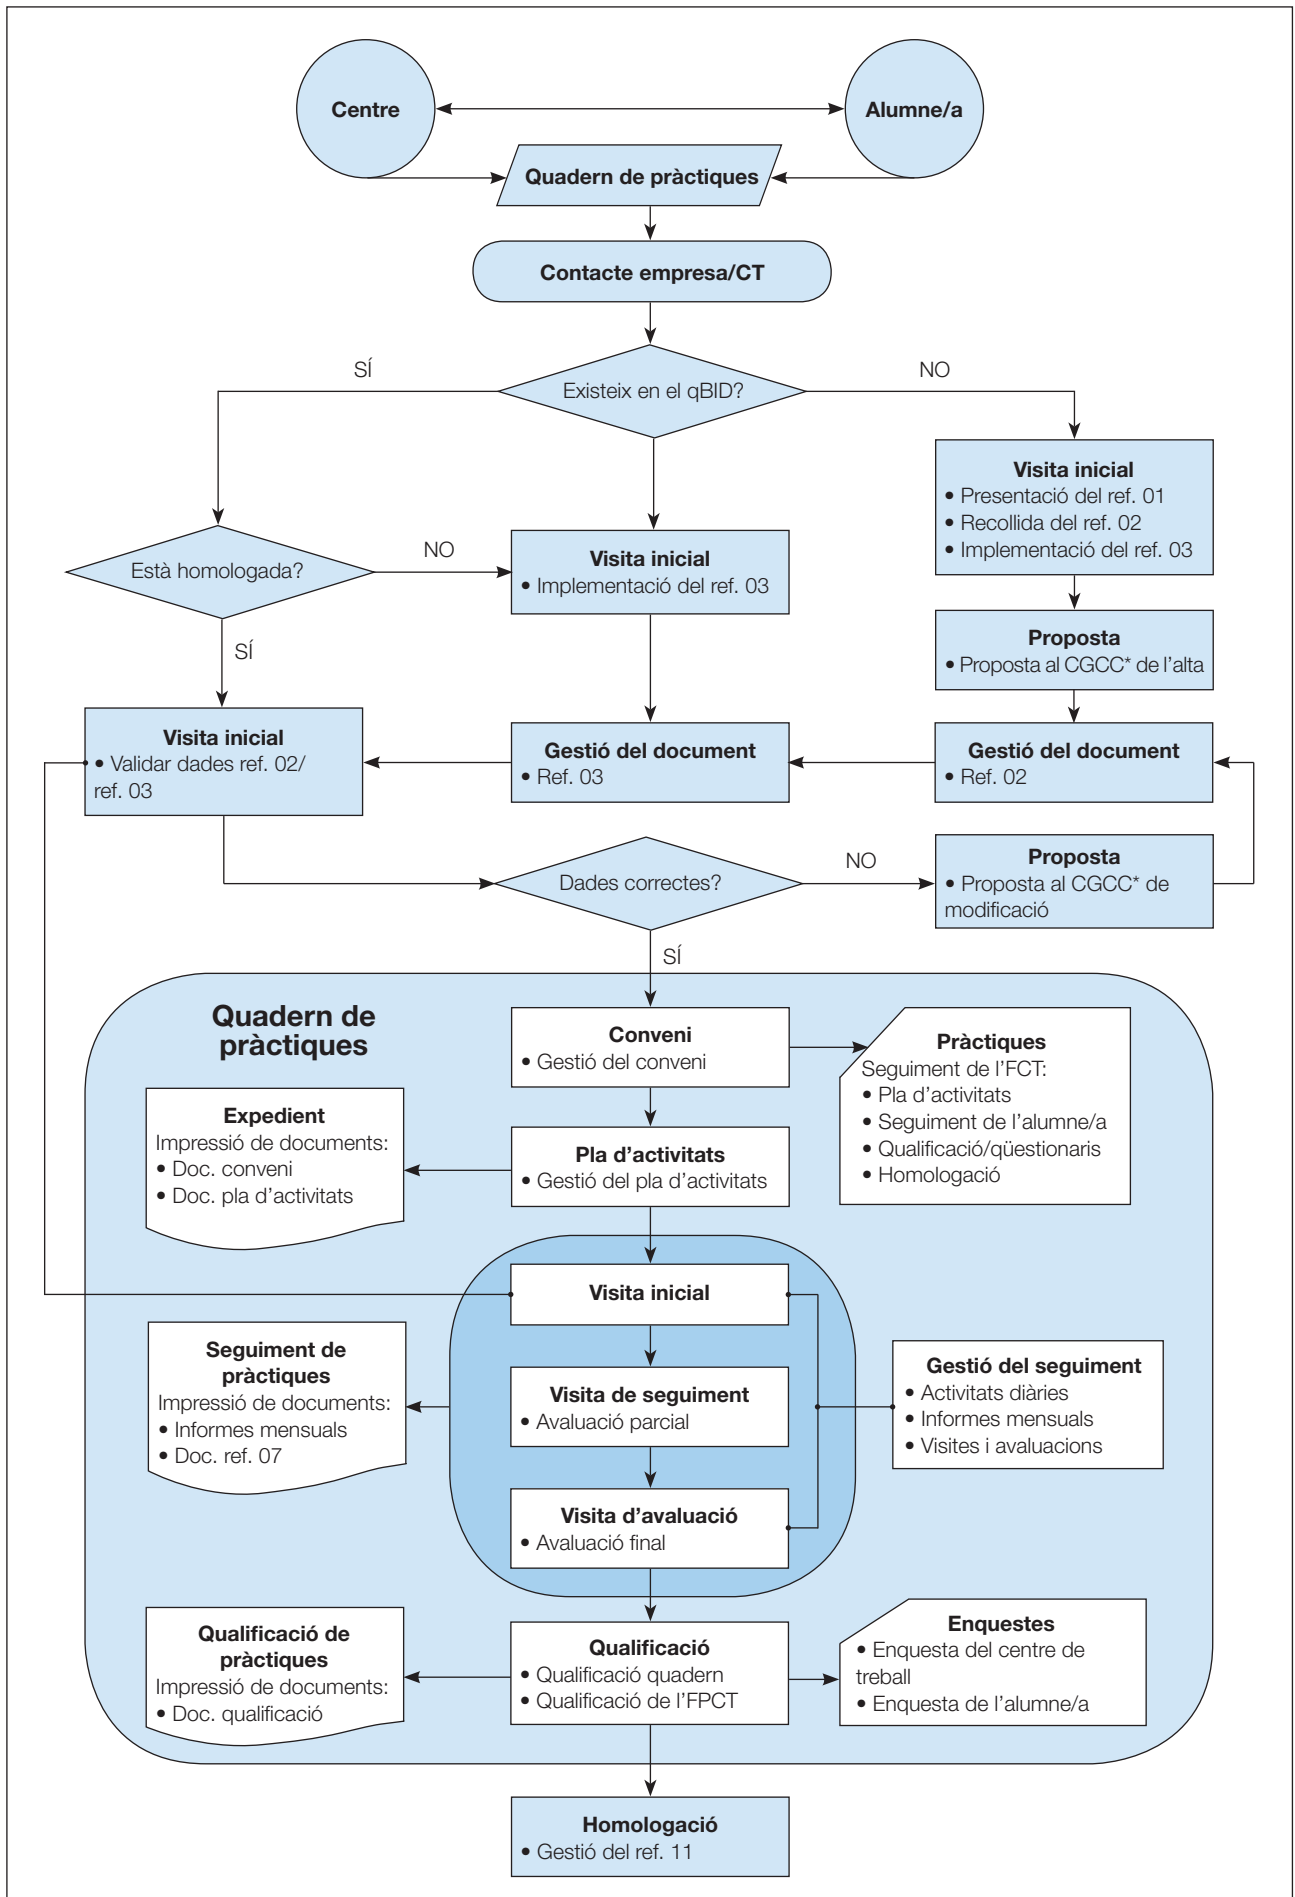 Centre
Alumne/a
Quadern de pràctiques
Contacte empresa/CT
SÍ
Existeix en el qBID?
NO
Visita inicial
• Presentació del ref. 01
• Recollida del ref. 02
• Implementació del ref. 03
Està homologada?
NO
Visita inicial
• Implementació del ref. 03
SÍ
Proposta
• Proposta al CGCC* de l’alta
Visita inicial
• Validar dades ref. 02/
ref. 03
Gestió del document
• Ref. 03
Gestió del document
• Ref. 02
Dades correctes?
NO
Proposta
• Proposta al CGCC* de
modificació
SÍ
Quadern de
pràctiques
Conveni
• Gestió del conveni
Pràctiques
Seguiment de l’FCT:
• Pla d’activitats
• Seguiment de l’alumne/a
• Qualificació/qüestionaris
• Homologació
Expedient
Impressió de documents:
• Doc. conveni
• Doc. pla d’activitats
Pla d’activitats
• Gestió del pla d’activitats
Visita inicial
Seguiment de
pràctiques
Impressió de documents:
• Informes mensuals
• Doc. ref. 07
Visita de seguiment
• Avaluació parcial
Gestió del seguiment
• Activitats diàries
• Informes mensuals
• Visites i avaluacions
Visita d’avaluació
• Avaluació final
Qualificació de
pràctiques
Impressió de documents:
• Doc. qualificació
Qualificació
• Qualificació quadern
• Qualificació de l’FPCT
Enquestes
• Enquesta del centre de
treball
• Enquesta de l’alumne/a
Homologació
• Gestió del ref. 11